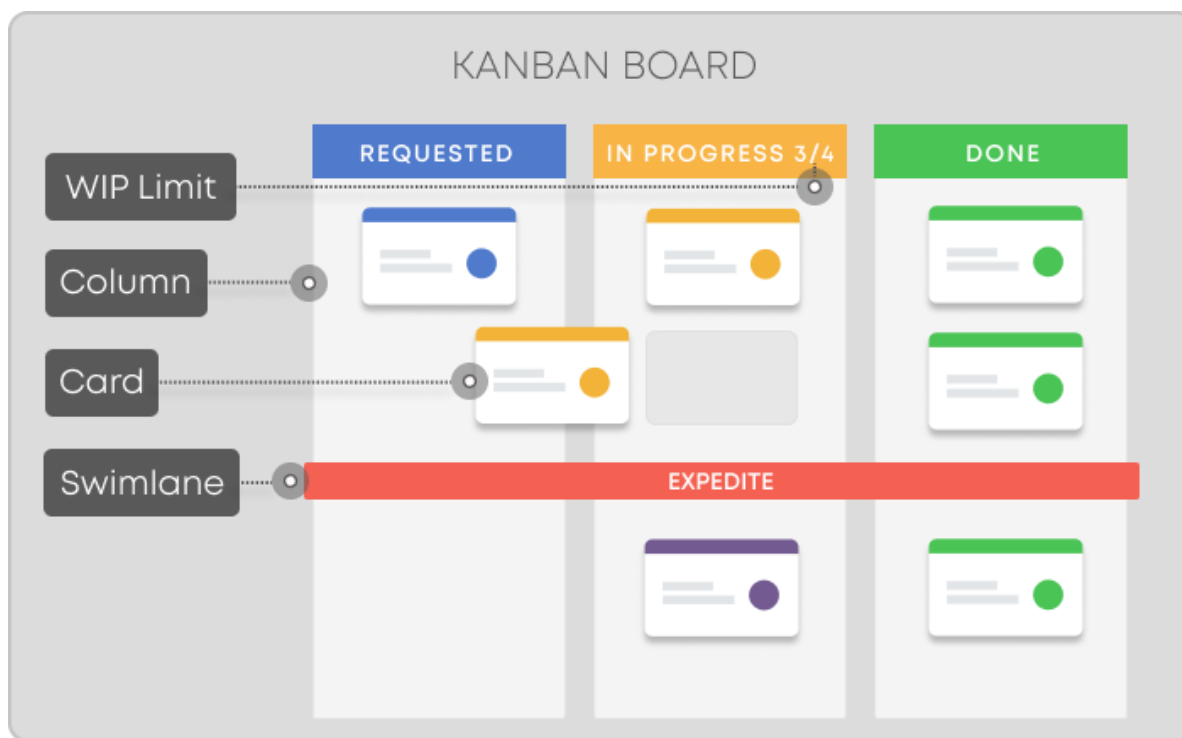 KANBAN BOARD
REQUESTED
IN PROGRESS 3/4
DONE
WIP Limit
Column
Card
Swimlane
EXPEDITE